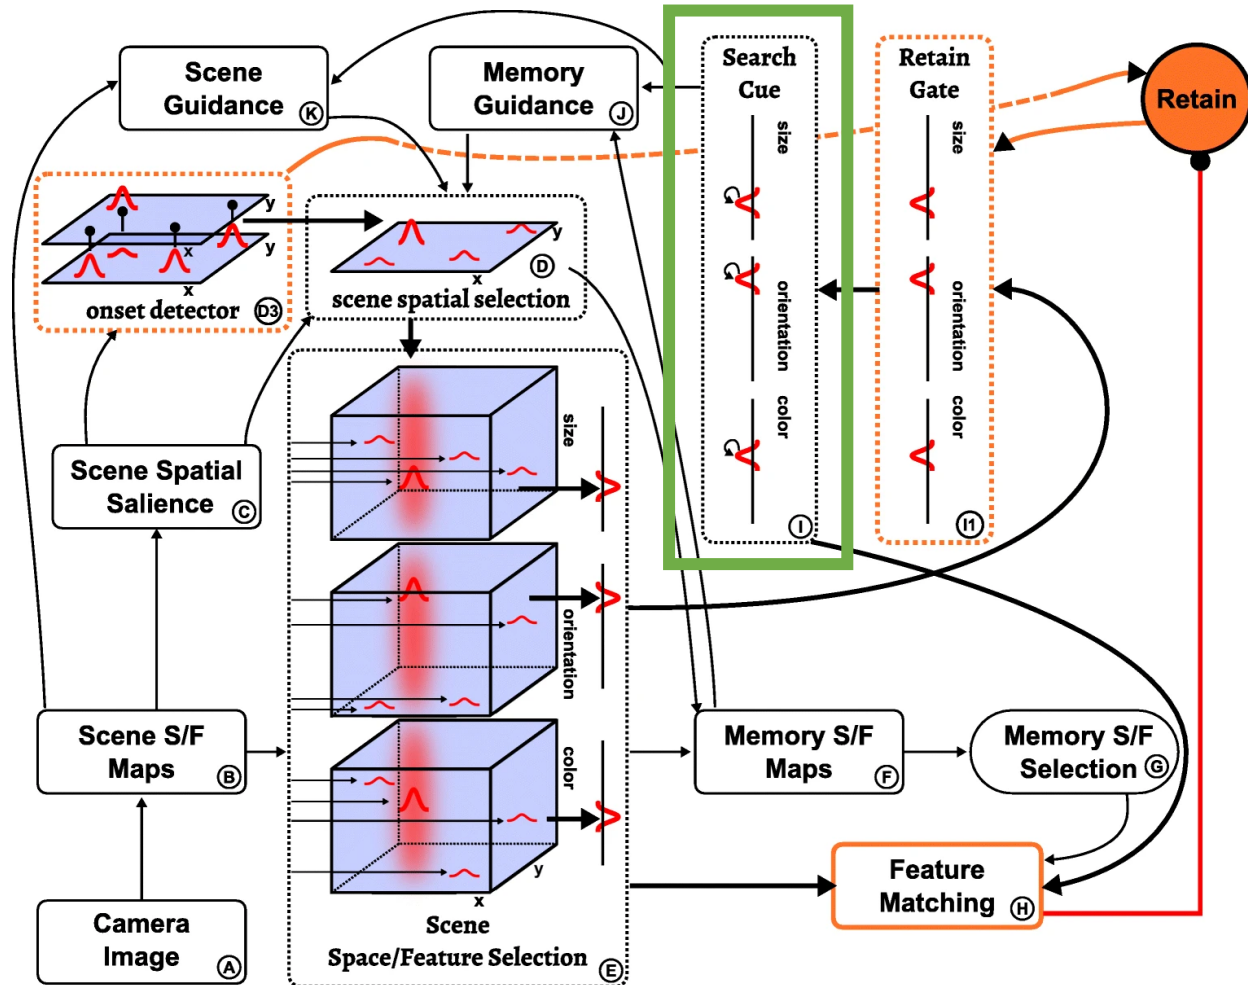 Scene
Guidance
K
Memory
Guidance
J
Search
Cue
size
orientation
color
I
Retain
Gate
size
orientation
color
I1
Retain
y
y
x
x
onset detector
D3
y
x
D
scene spatial selection
Scene Spatial
Salience
C
size
orientation
color
y
x
Scene
Space/Feature Selection
E
Scene S/F
Maps
B
Memory S/F
Maps
F
Memory S/F
Selection
G
Feature
Matching
H
Camera
Image
A